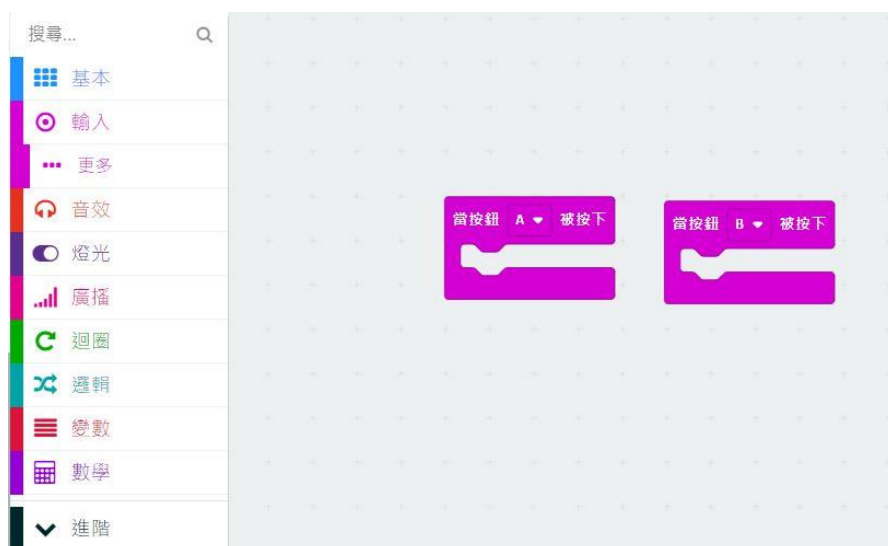 搜尋...
基本
輸入
更多
音效
燈光
廣播
迴圈
邏輯
變數
數學
進階
當按鈕 A 被按下
當按鈕 B 被按下